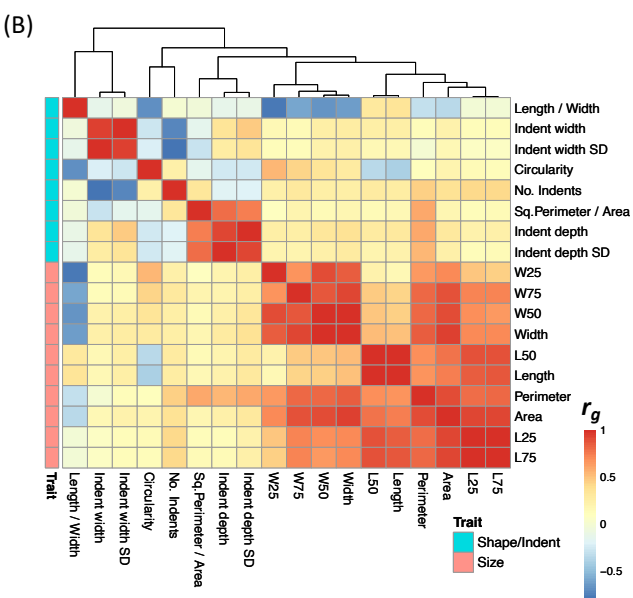 (B)
Length / Width
Indent width
Indent width SD
Circularity
No. Indents
Sq.Perimeter / Area
Indent depth
Indent depth SD
W25
W75
W50
Width
L50
Length
Perimeter
Area
L25
L75
Trait
Length / Width
Indent width
Indent width SD
Circularity
No. Indents
Sq.Perimeter / Area
Indent depth
Indent depth SD
W25
W75
W50
Width
L50
Length
Perimeter
Area
L25
L75
rg
1
0.5
0
−0.5
Trait
Shape/Indent
Size